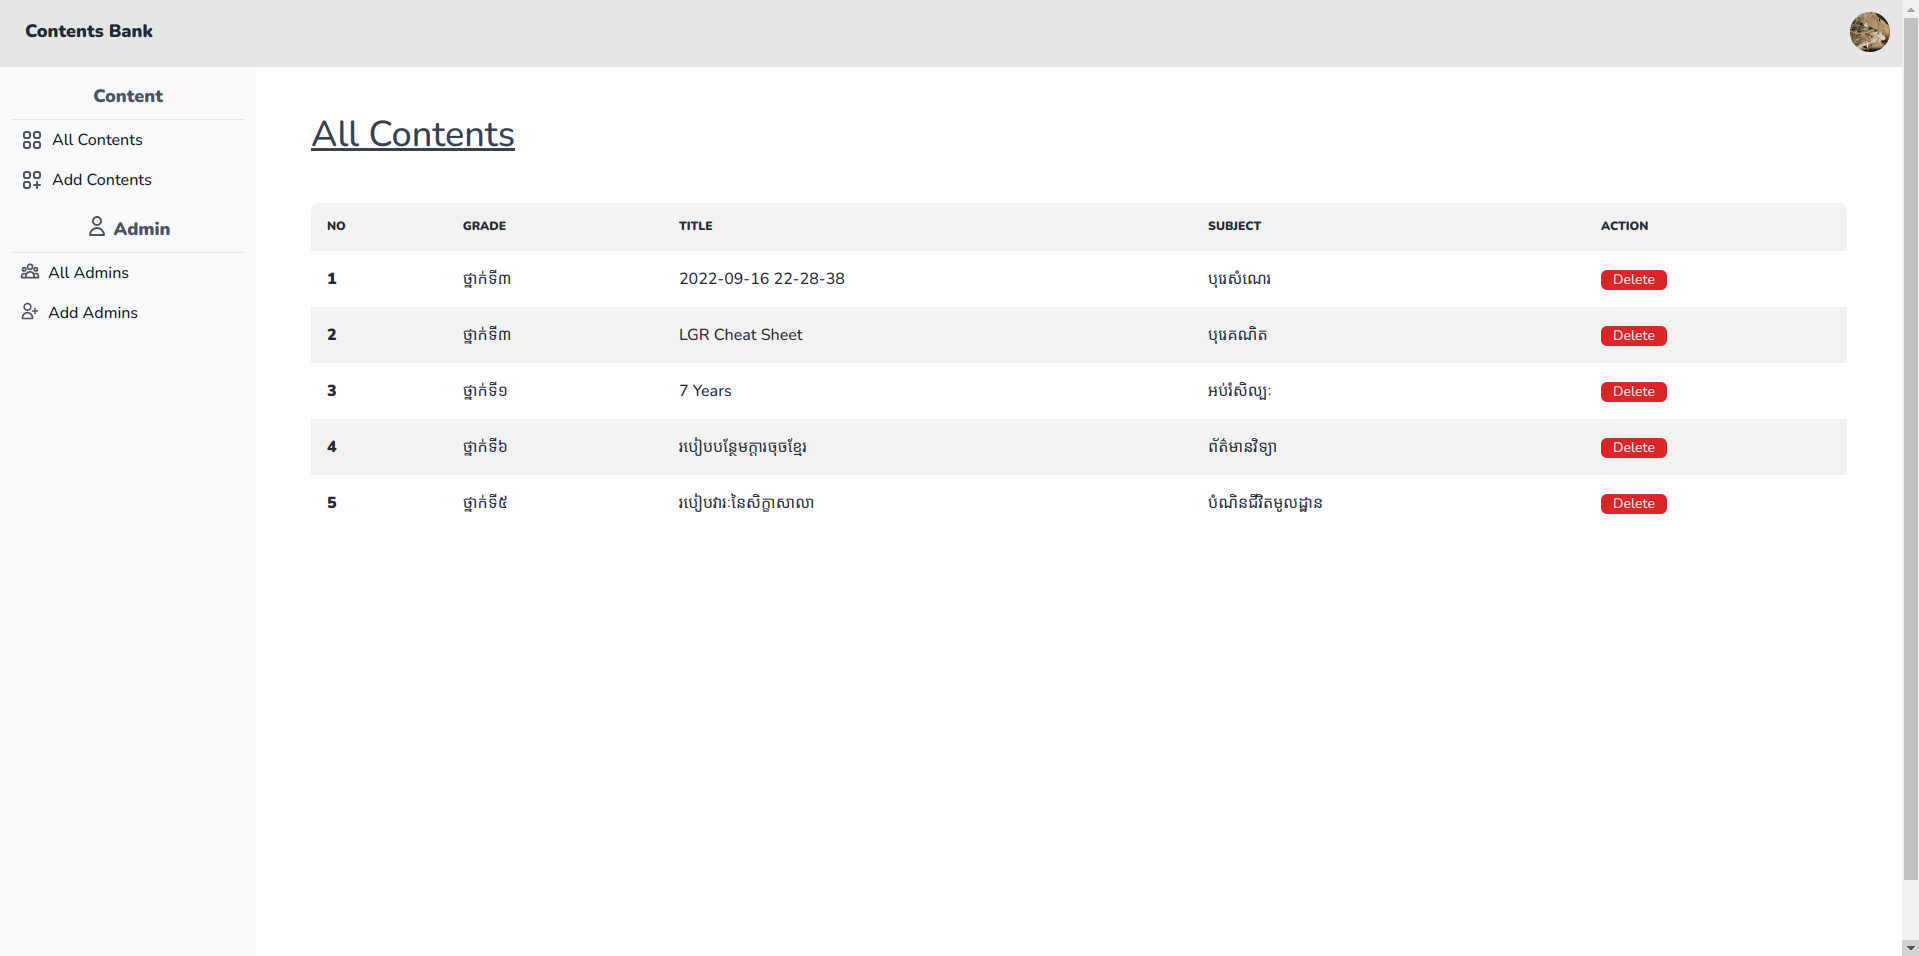 Contents Bank
Content
All Contents
Add Contents
Admin
All Admins
Add Admins
All Contents
NO GRADE TITLE SUBJECT ACTION
1 ថ្នាក់ទី៣ 2022-09-16 22-28-38 បុរេសំណេរ Delete
2 ថ្នាក់ទី៣ LGR Cheat Sheet បុរេគណិត Delete
3 ថ្នាក់ទី១ 7 Years អប់រំសិល្បៈ Delete
4 ថ្នាក់ទី៦ របៀបបន្ថែមក្តារចុចខ្មែរ ព័ត៌មានវិទ្យា Delete
5 ថ្នាក់ទី៥ របៀបវារៈនៃសិក្ខាសាលា បំណិនជីវិតមូលដ្ឋាន Delete